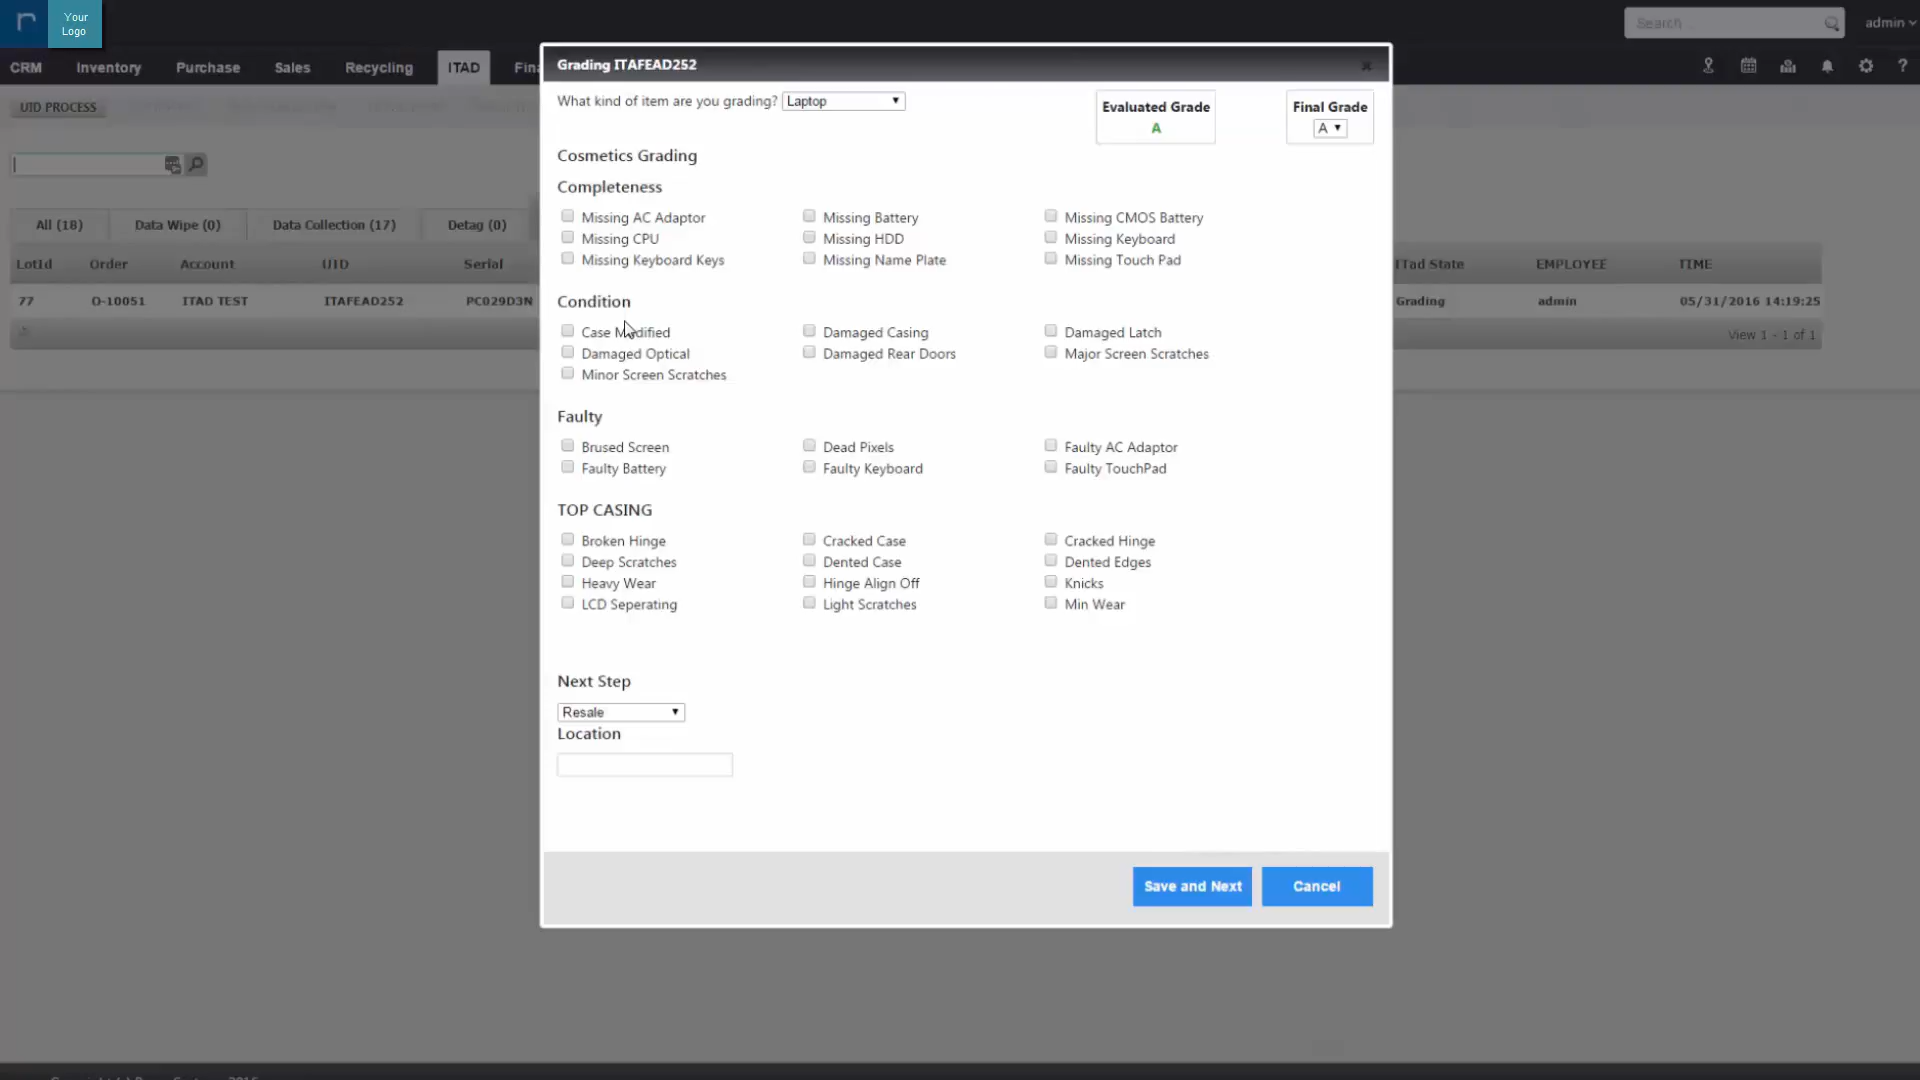 Your
Logo
Search
admin
CRM
Inventory
Purchase
Sales
Recycling
ITAD
Fin
UID PROCESS
All (18)
Data Wipe (0)
Data Collection (17)
Detag (0)
LotId
Order
Account
UID
Serial
ITad State
EMPLOYEE
TIME
77
O-10051
ITAD TEST
ITAFEAD252
PC029D3N
Grading
admin
05/31/2016 14:19:25
View 1 - 1 of 1
Grading ITAFEAD252
What kind of item are you grading? Laptop
Evaluated Grade
A
Final Grade
A
Cosmetics Grading
Completeness
Missing AC Adaptor
Missing Battery
Missing CMOS Battery
Missing CPU
Missing HDD
Missing Keyboard
Missing Keyboard Keys
Missing Name Plate
Missing Touch Pad
Condition
Case Modified
Damaged Casing
Damaged Latch
Damaged Optical
Damaged Rear Doors
Major Screen Scratches
Minor Screen Scratches
Faulty
Brused Screen
Dead Pixels
Faulty AC Adaptor
Faulty Battery
Faulty Keyboard
Faulty TouchPad
TOP CASING
Broken Hinge
Cracked Case
Cracked Hinge
Deep Scratches
Dented Case
Dented Edges
Heavy Wear
Hinge Align Off
Knicks
LCD Seperating
Light Scratches
Min Wear
Next Step
Resale
Location
Save and Next
Cancel